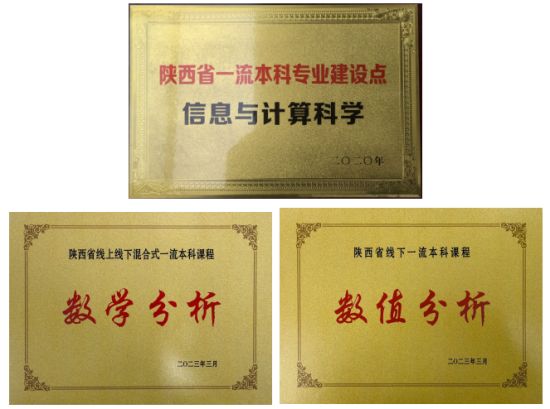 陕西省一流本科专业建设点
信息与计算科学
二〇二〇年
陕西省线上线下混合式一流本科课程
数学分析
二〇二三年三月
陕西省线下一流本科课程
数值分析
二〇二三年三月